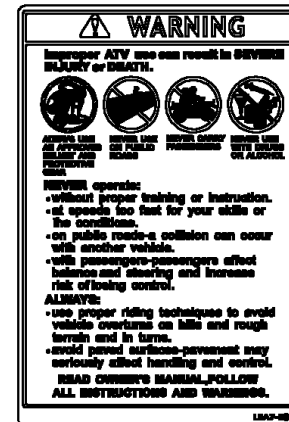 WARNING
Improper ATV use can result in SEVERE
INJURY or DEATH.
ALWAYS USE
AN APPROVED
HELMET AND
PROTECTIVE
GEAR
NEVER USE
ON PUBLIC
ROADS
NEVER CARRY
PASSENGERS
NEVER USE
WITH DRUGS
OR ALCOHOL
NEVER operate:
•without proper training or instruction.
•at speeds too fast for your skills or
the conditions.
•on public roads-a collision can occur
with another vehicle.
•with passengers-passengers affect
balance and steering and increase
risk of losing control.
ALWAYS:
•use proper riding techniques to avoid
vehicle overturns on hills and rough
terrain and in turns.
•avoid paved surfaces-pavement may
seriously affect handling and control.
READ OWNER'S MANUAL,FOLLOW
ALL INSTRUCTIONS AND WARNINGS.